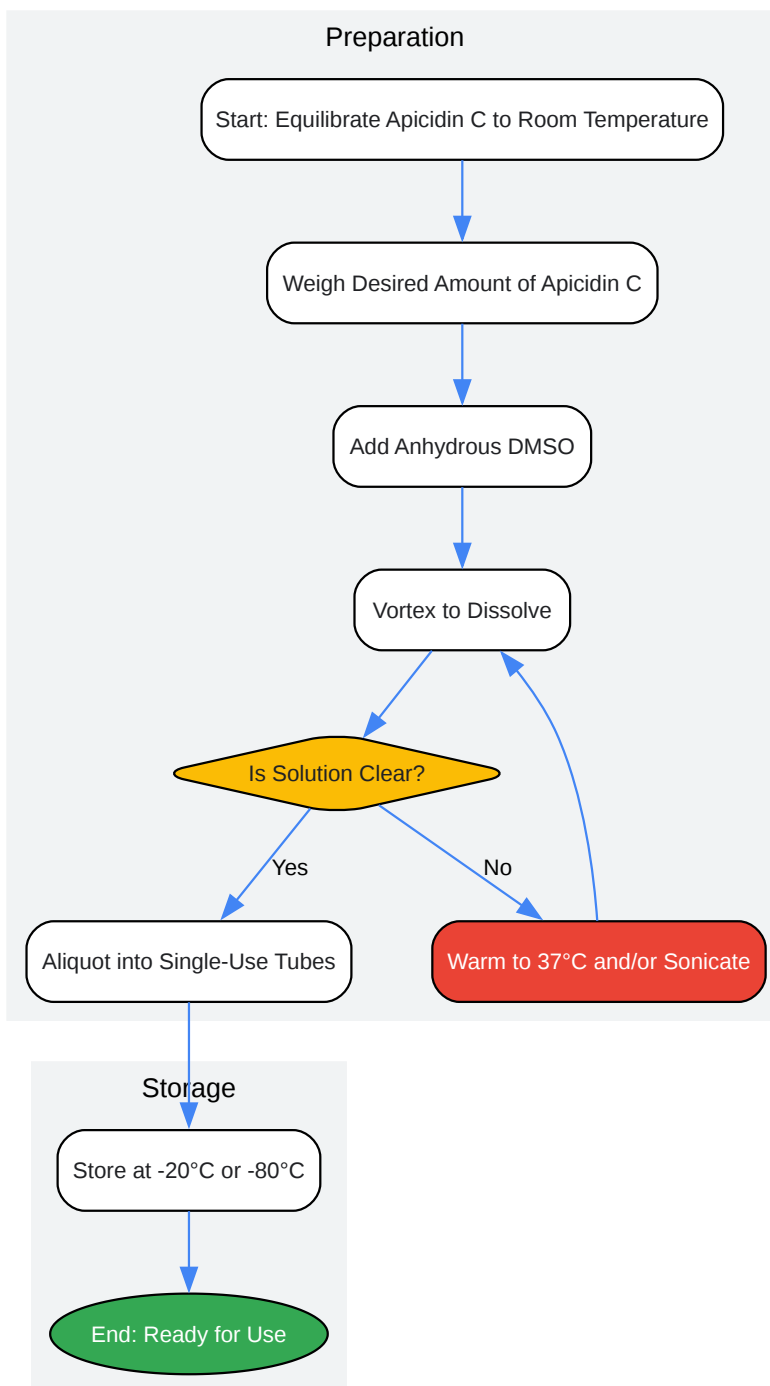 Preparation
Start: Equilibrate Apicidin C to Room Temperature
Weigh Desired Amount of Apicidin C
Add Anhydrous DMSO
Vortex to Dissolve
Is Solution Clear?
Yes
No
Aliquot into Single-Use Tubes
Warm to 37°C and/or Sonicate
Storage
Store at -20°C or -80°C
End: Ready for Use